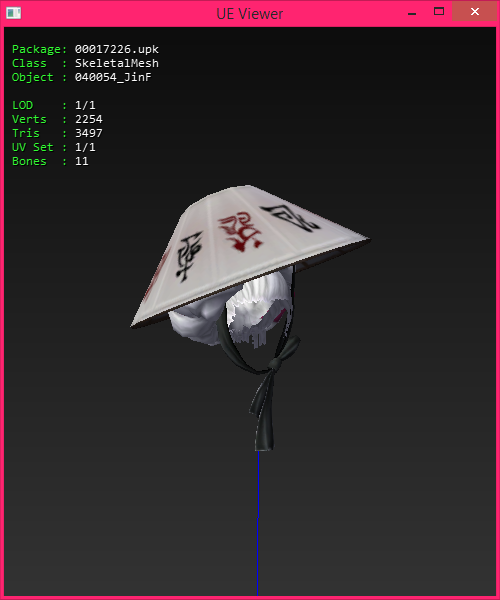 UE Viewer
Package: 00017226.upk
Class  : SkeletalMesh
Object : 040054_JinF
LOD    : 1/1
Verts  : 2254
Tris   : 3497
UV Set : 1/1
Bones  : 11